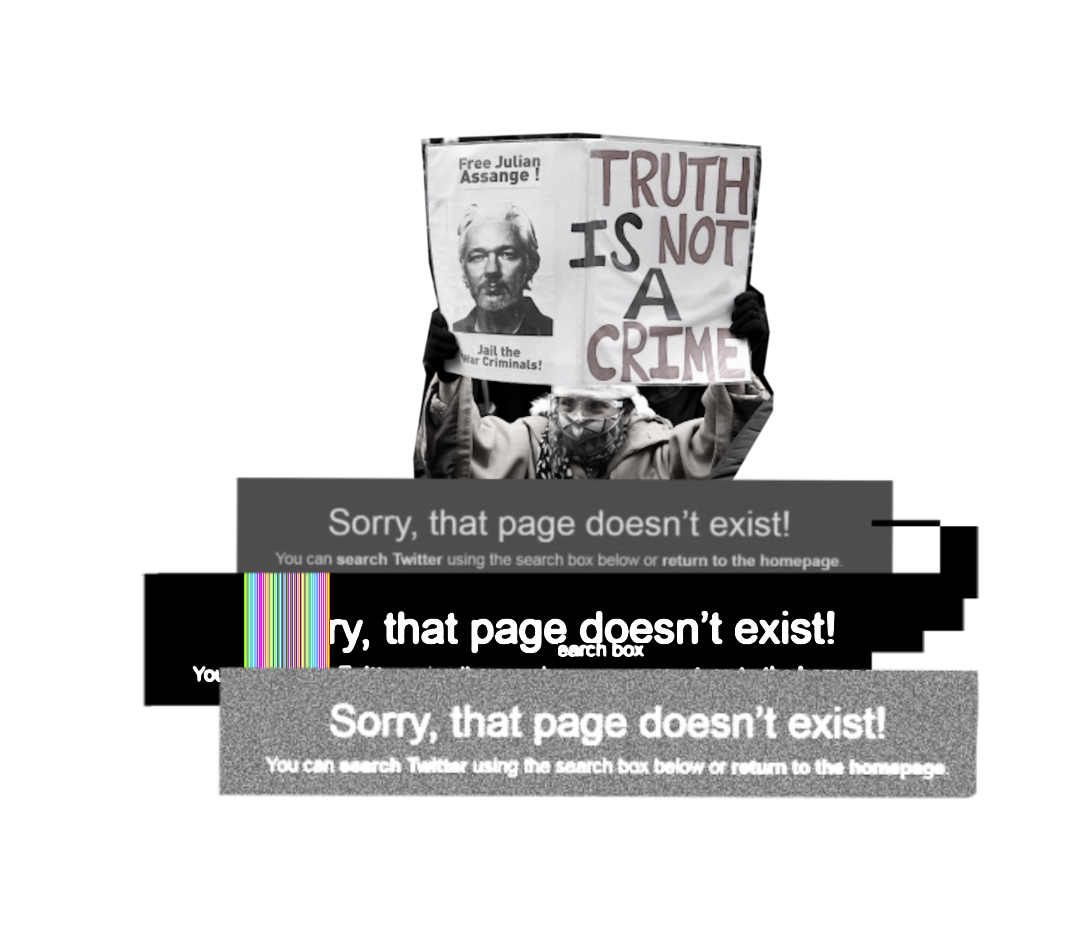 Free Julian
Assange !
Jail the
War Criminals!
TRUTH
IS NOT
A
CRIME
Sorry, that page doesn't exist!
You can search Twitter using the search box below or return to the homepage.
ry, that page doesn't exist!
earch box
You
Sorry, that page doesn't exist!
You can search Twitter using the search box below or return to the homepage.